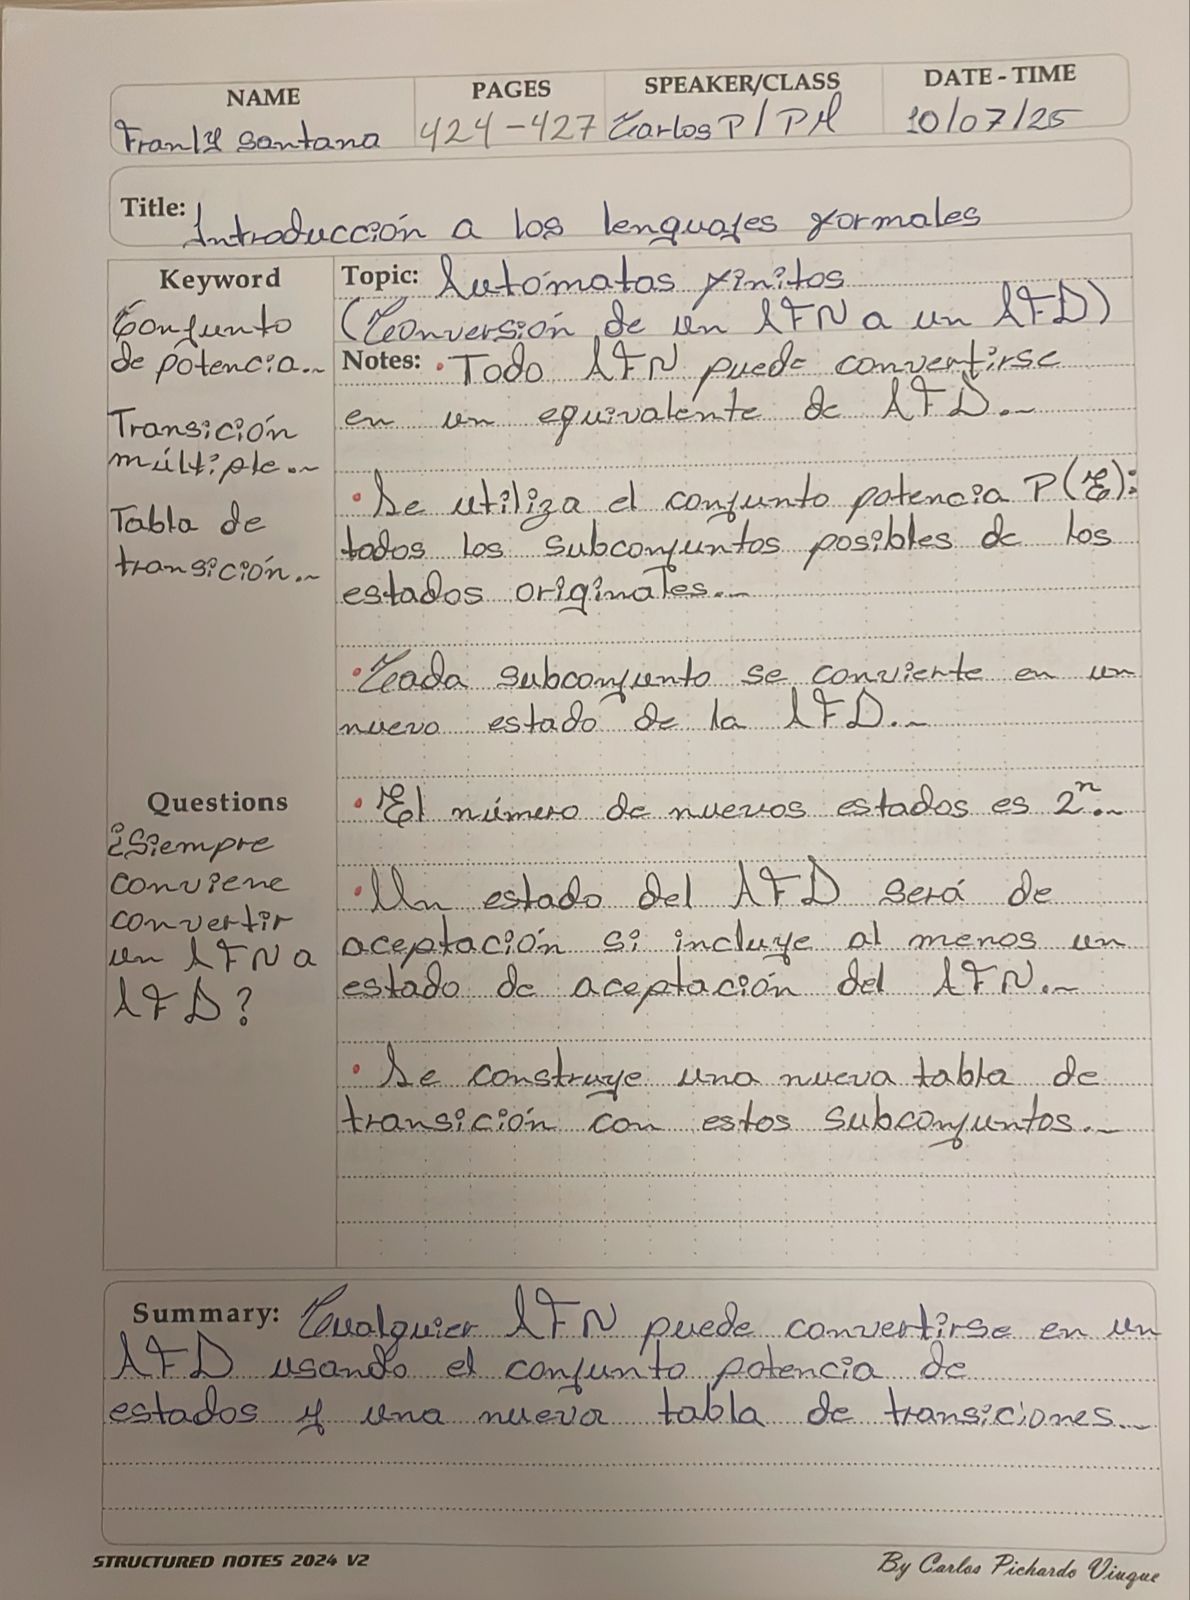 NAME PAGES SPEAKER/CLASS DATE - TIME
Franly Santana 424-427 Carlos P / PM 10/07/25
Title: Introducción a los lenguajes formales
Keyword
Conjunto
de potencia..
Transición
múltiple..
Tabla de
transición..
Questions
¿Siempre
conviene
convertir
un AFN a
AFD?
Topic: Autómatas finitos
(Conversión de un AFN a un AFD)
Notes: • Todo AFN puede convertirse
en un equivalente de AFD..
• Se utiliza el conjunto potencia P(E):
todos los subconjuntos posibles de los
estados originales..
• Cada subconjunto se conviente en un
nuevo estado de la AFD..
• El número de nuevos estados es 2ⁿ..
• Un estado del AFD será de
aceptación si incluye al menos un
estado de aceptación del AFN..
• Se construye una nueva tabla de
transición con estos subconjuntos..
Summary: Cualquier AFN puede convertirse en un
AFD usando el conjunto potencia de
estados y una nueva tabla de transiciones..
STRUCTURED NOTES 2024 V2
By Carlos Pichardo Viuque